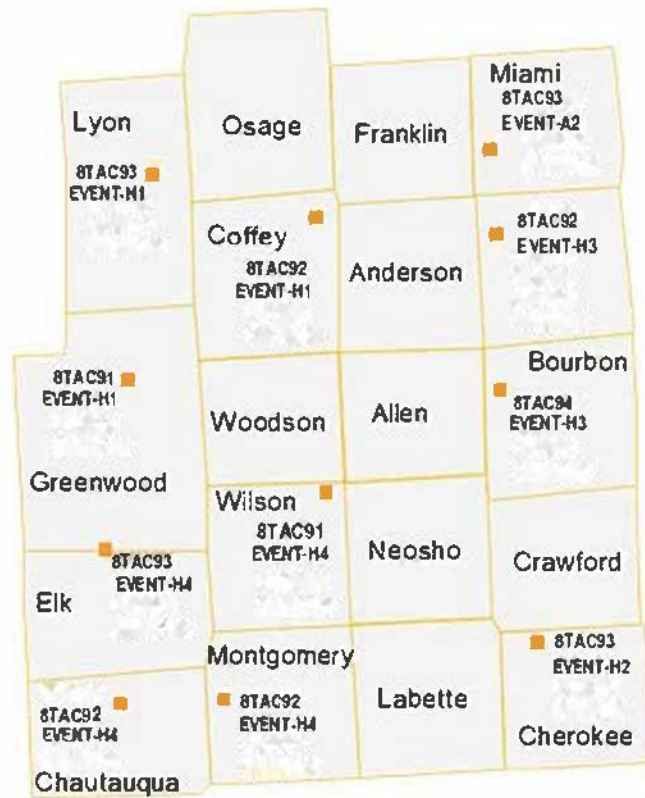 Miami
8TAC93
EVENT-A2
Lyon
Osage
Franklin
8TAC93
EVENT-H1
Coffey
8TAC92
EVENT-H1
Anderson
8TAC92
EVENT-H3
Bourbon
8TAC91
EVENT-H1
Greenwood
Woodson
Allen
8TAC94
EVENT-H3
Wilson
8TAC91
EVENT-H4
Neosho
Crawford
8TAC93
EVENT-H4
Elk
Montgomery
8TAC92
EVENT-H4
Labette
8TAC93
EVENT-H2
Cherokee
8TAC92
EVENT-H4
Chautauqua